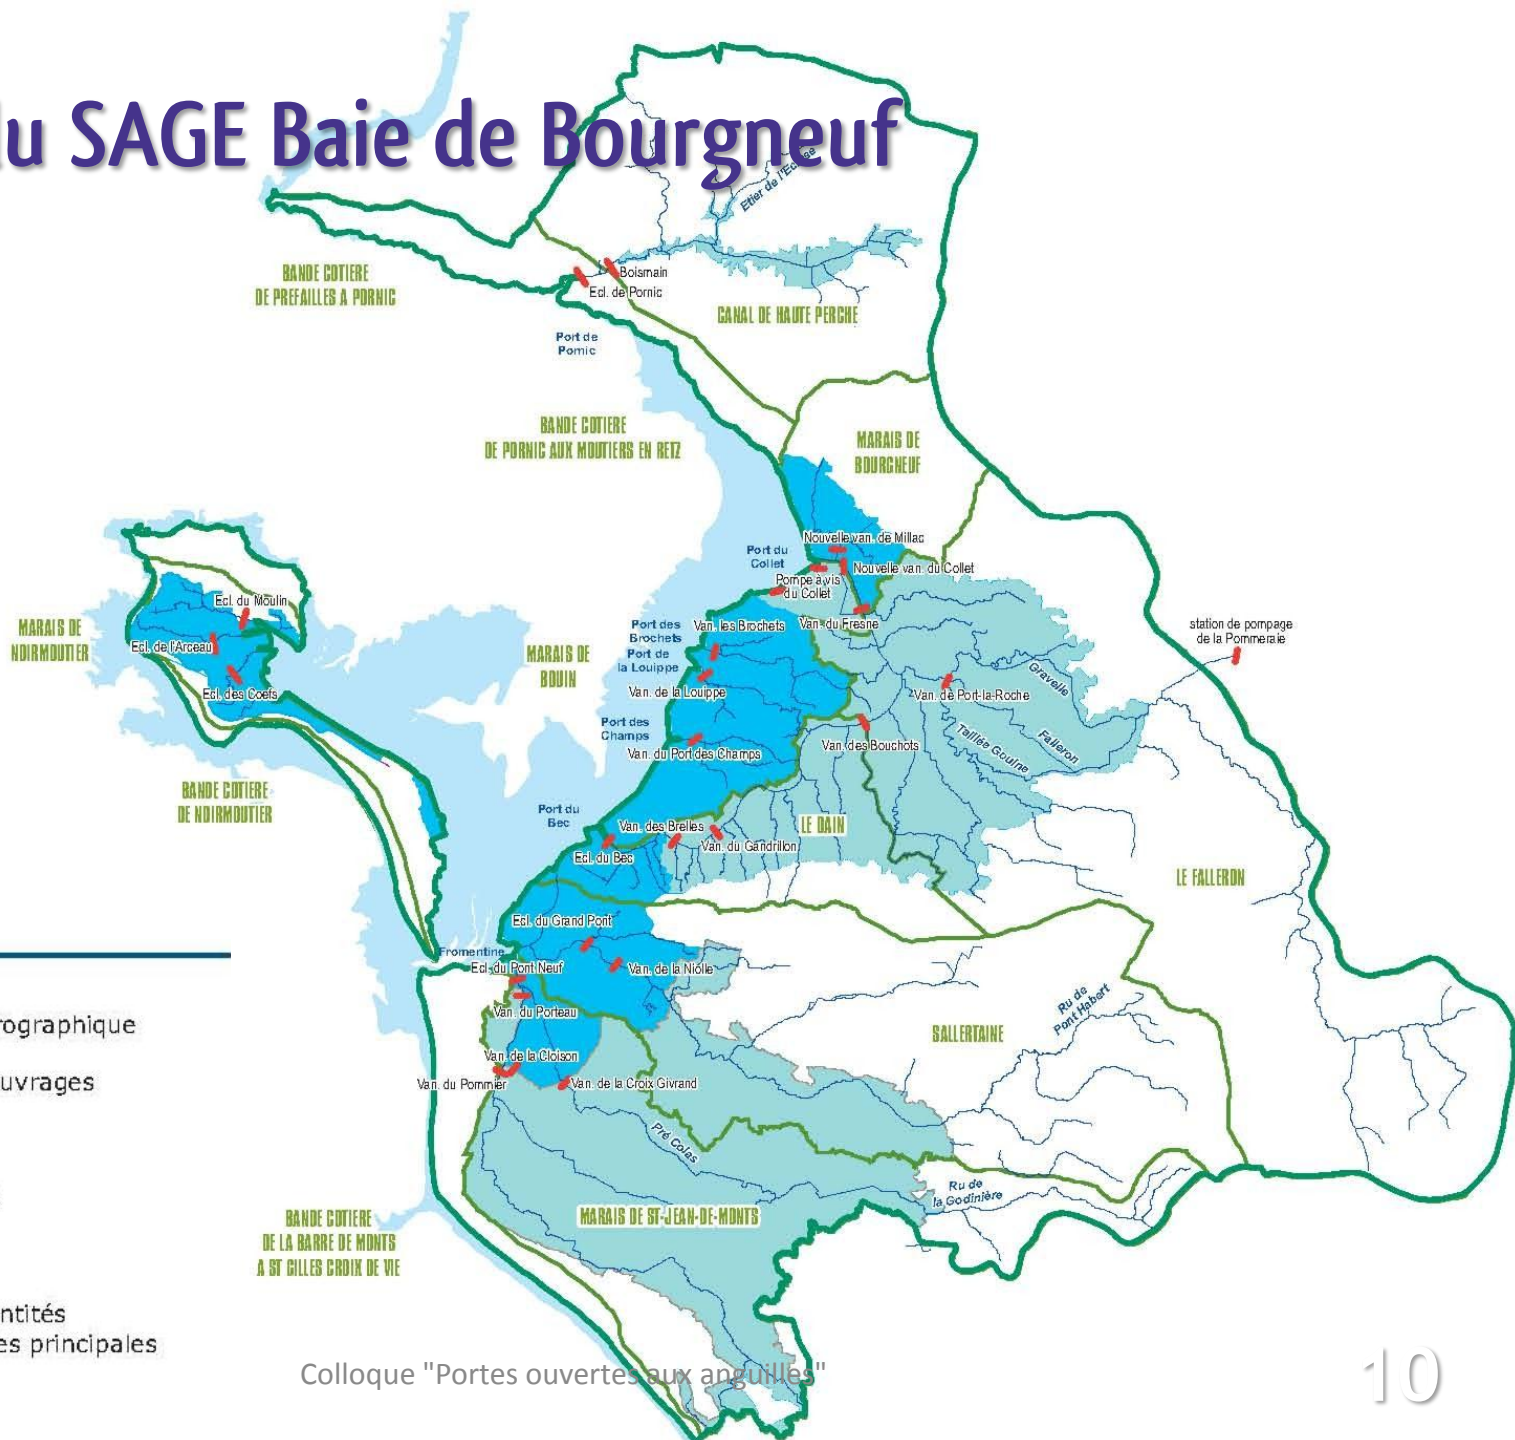 du SAGE Baie de Bourgneuf
Etier de l'Ecluse
BANDE COTIERE
DE PREFAILLES A PORNIC
Boismain
Ecl. de Pornic
CANAL DE HAUTE PERCHE
Port de
Pornic
BANDE COTIERE
DE PORNIC AUX MOUTIERS EN RETZ
MARAIS DE
BOURGNEUF
Nouvelle van. de Millac
Port du
Collet
Nouvelle van. du Collet
Pompe à vis
du Collet
Ecl. du Moulin
MARAIS DE
NOIRMOUTIER
Ecl. de l'Arceau
Ecl. des Coefs
Port des
Brochets
Van. les Brochets
Van. du Fresne
station de pompage
de la Pommeraie
MARAIS DE
BOUIN
Port de
la Louippe
Van. de la Louippe
Van. de Port-la-Roche
Gravelle
Port des
Champs
Van. du Port des Champs
Van. des Bouchots
Taillée Gouine
Falleron
BANDE COTIERE
DE NOIRMOUTIER
Port du
Bec
Van. des Brelles
LE DAIN
Ecl. du Bec
Van. du Gandrillon
LE FALLERON
Ecl. du Grand Pont
Fromentine
Ecl. du Pont Neuf
Van. de la Niolle
Van. du Porteau
Ru de
Pont Habert
SALLERTAINE
Van. de la Cloison
Van. du Pommier
Van. de la Croix Givrand
Pré Colas
Ru de
la Godinière
MARAIS DE ST-JEAN-DE-MONTS
BANDE COTIERE
DE LA BARRE DE MONTS
A ST GILLES CROIX DE VIE
rographique
uvrages
ntités
es principales
Colloque "Portes ouvertes aux anguilles"
10